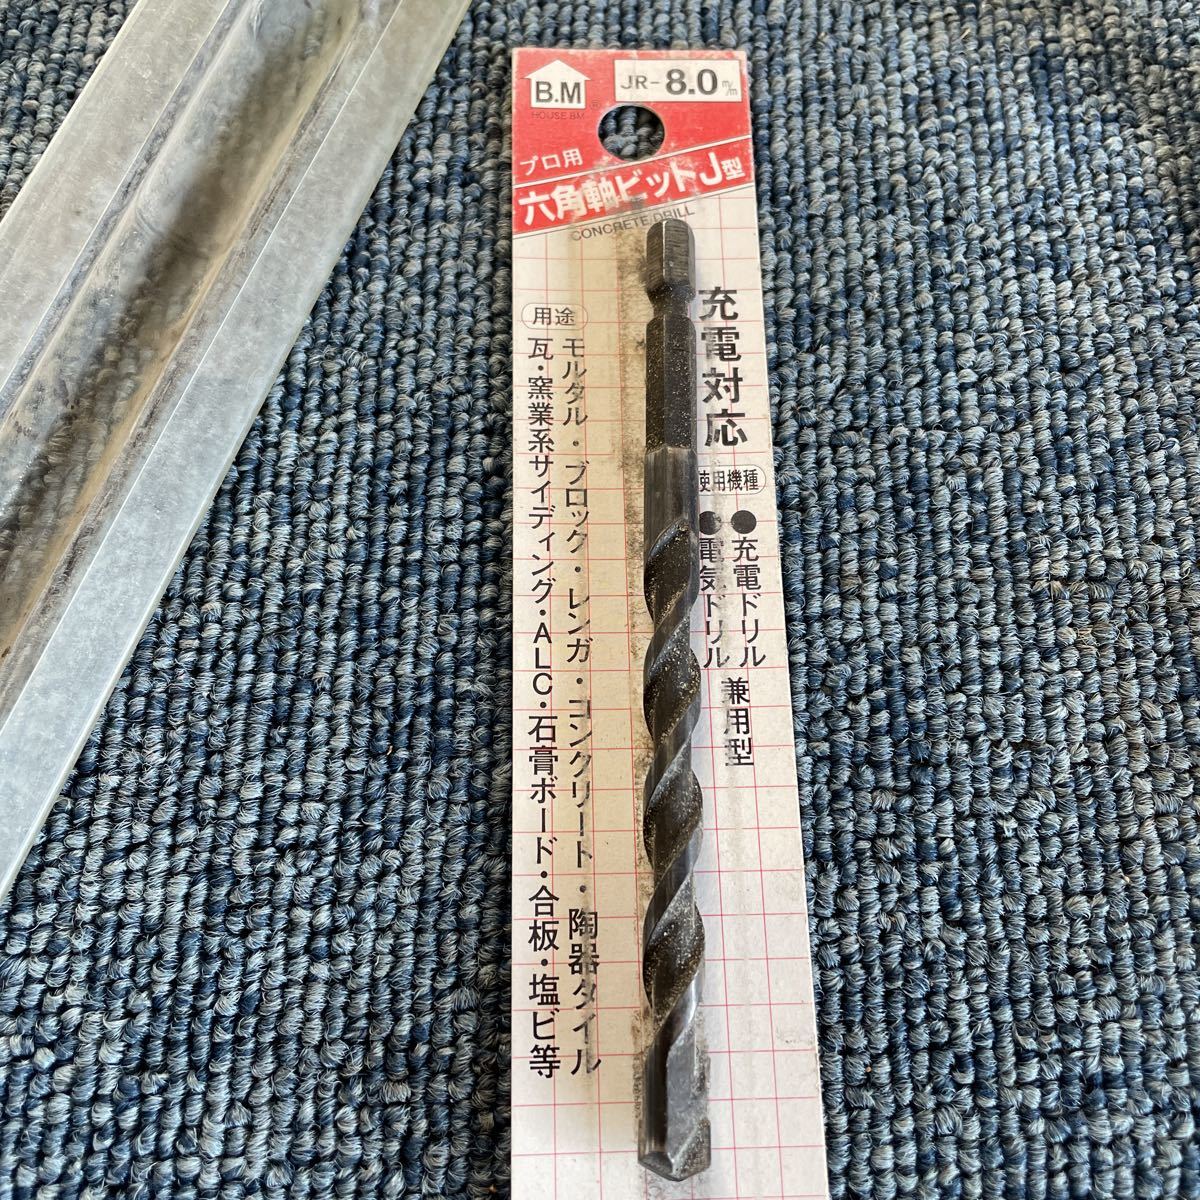 B.M
®
HOUSE BM
JR-8.0m/m
プロ用
六角軸ビットJ型
CONCRETE DRILL
充電対応
使用機種
●充電ドリル
●電気ドリル
兼用型
用途
モルタル・ブロック・レンガ・コンクリート・陶器タイル
瓦・窯業系サイディング・ALC・石膏ボード・合板・塩ビ等